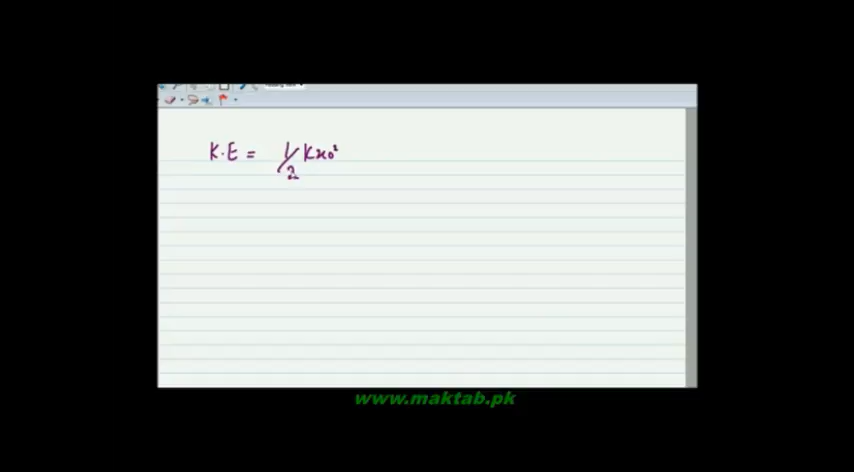 K.E = 1/2 Kx₀²
www.maktab.pk